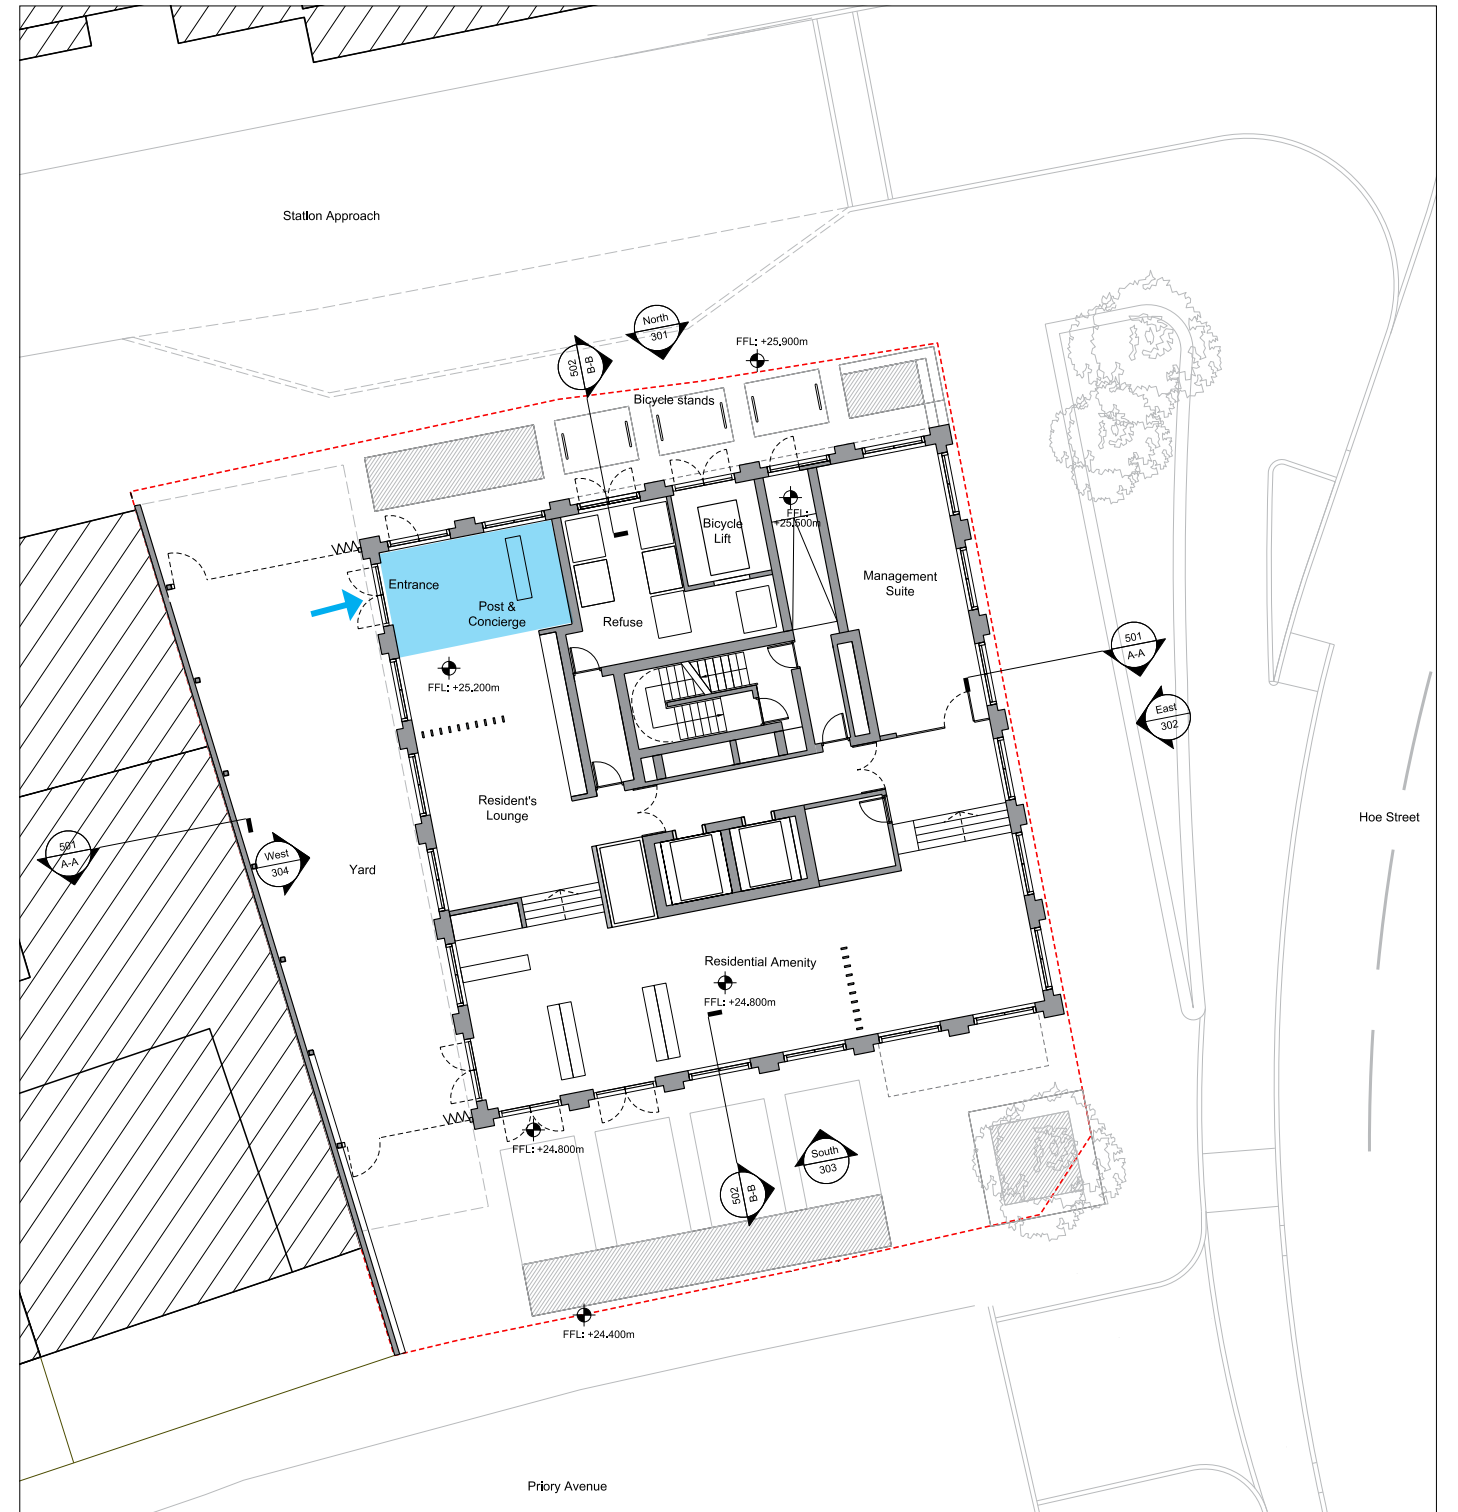 Station Approach
North
301
502
B-B
FFL: +25.900m
Bicycle stands
FFL:
+25.500m
Bicycle
Lift
Entrance
Post &
Concierge
Refuse
Management
Suite
501
A-A
FFL: +25.200m
East
302
Resident's
Lounge
Hoe Street
501
A-A
West
304
Yard
Residential Amenity
FFL: +24.800m
FFL: +24.800m
South
303
502
B-B
FFL: +24.400m
Priory Avenue